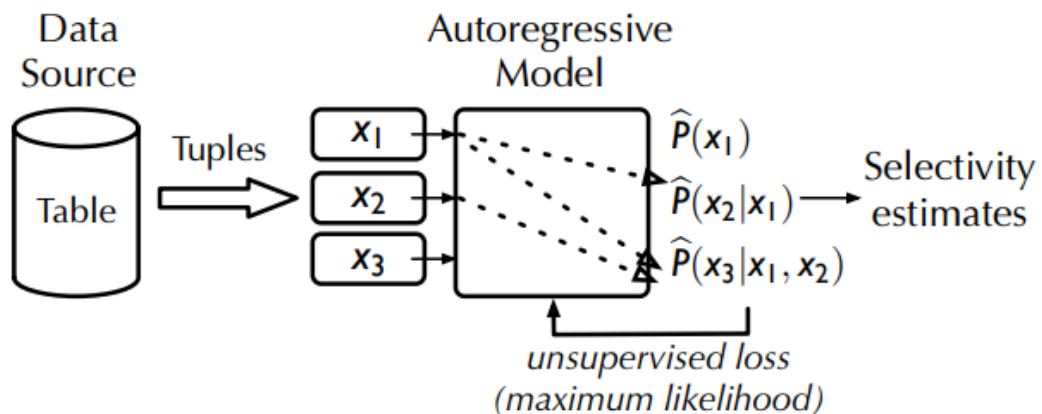 Data
Source
Table
Tuples
x₁
x₂
x₃
Autoregressive
Model
P̂(x₁)
P̂(x₂|x₁)
P̂(x₃|x₁, x₂)
Selectivity
estimates
unsupervised loss
(maximum likelihood)